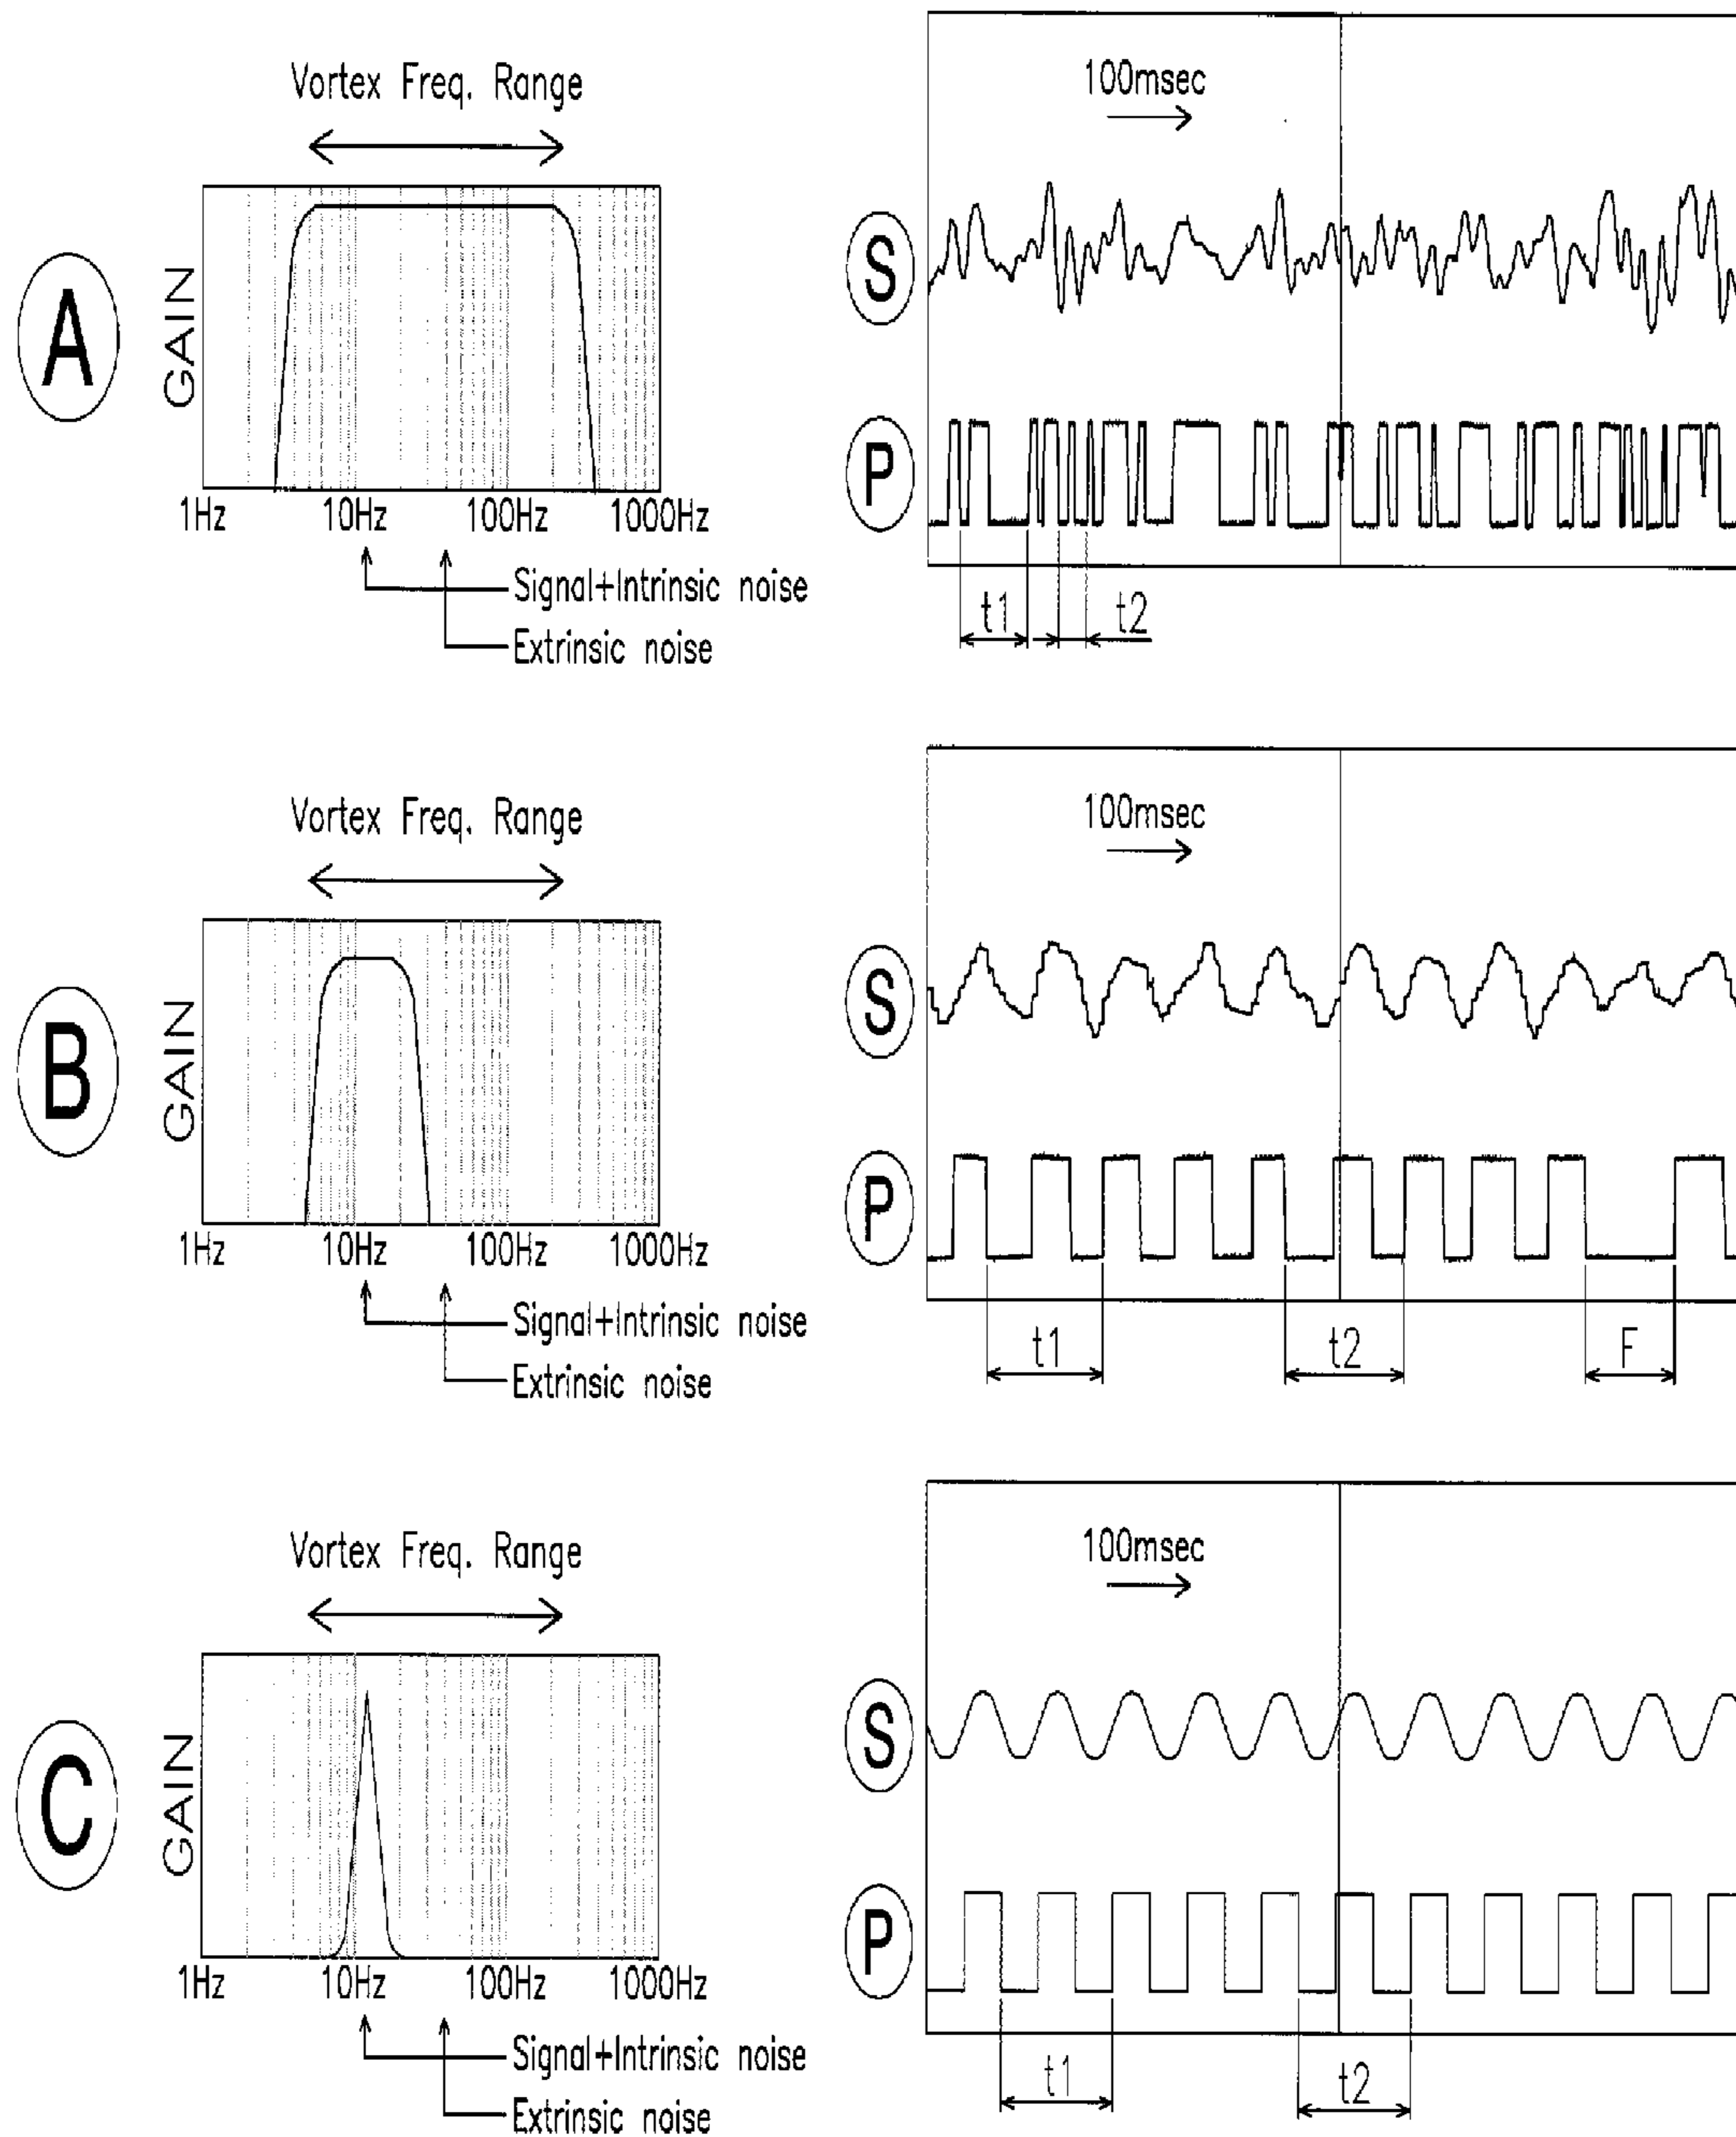 A
Vortex Freq. Range
GAIN
1Hz 10Hz 100Hz 1000Hz
Signal+Intrinsic noise
Extrinsic noise
100msec
S
P
t1 t2
B
Vortex Freq. Range
GAIN
1Hz 10Hz 100Hz 1000Hz
Signal+Intrinsic noise
Extrinsic noise
100msec
S
P
t1 t2 F
C
Vortex Freq. Range
GAIN
1Hz 10Hz 100Hz 1000Hz
Signal+Intrinsic noise
Extrinsic noise
100msec
S
P
t1 t2